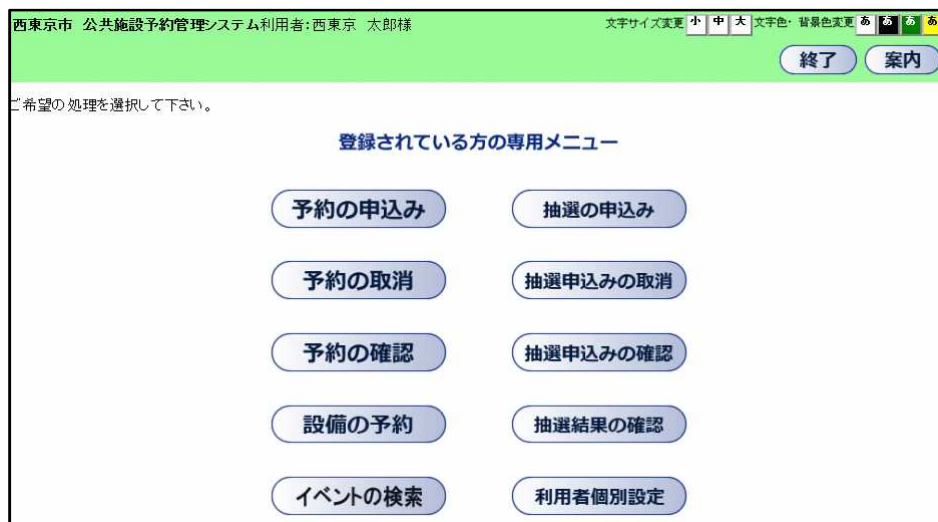 西東京市 公共施設予約管理システム利用者:西東京 太郎様 文字サイズ変更 小 中 大 文字色・背景色変更 あ あ あ あ
終了 案内
ご希望の処理を選択して下さい。
登録されている方の専用メニュー
予約の申込み 抽選の申込み
予約の取消 抽選申込みの取消
予約の確認 抽選申込みの確認
設備の予約 抽選結果の確認
イベントの検索 利用者個別設定